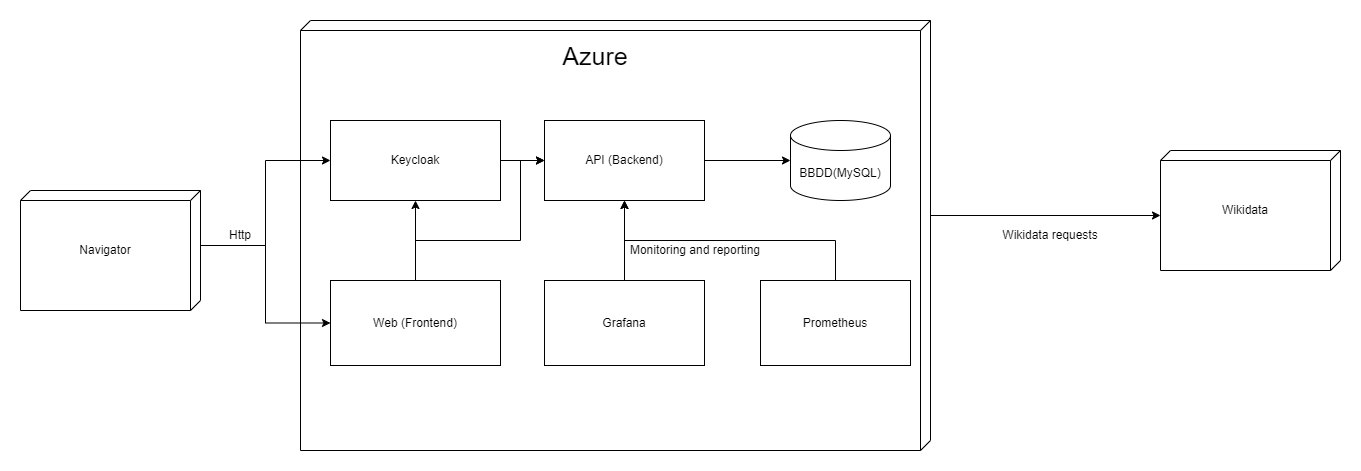 Azure
Keycloak
API (Backend)
BBDD(MySQL)
Navigator
Http
Wikidata
Wikidata requests
Monitoring and reporting
Web (Frontend)
Grafana
Prometheus